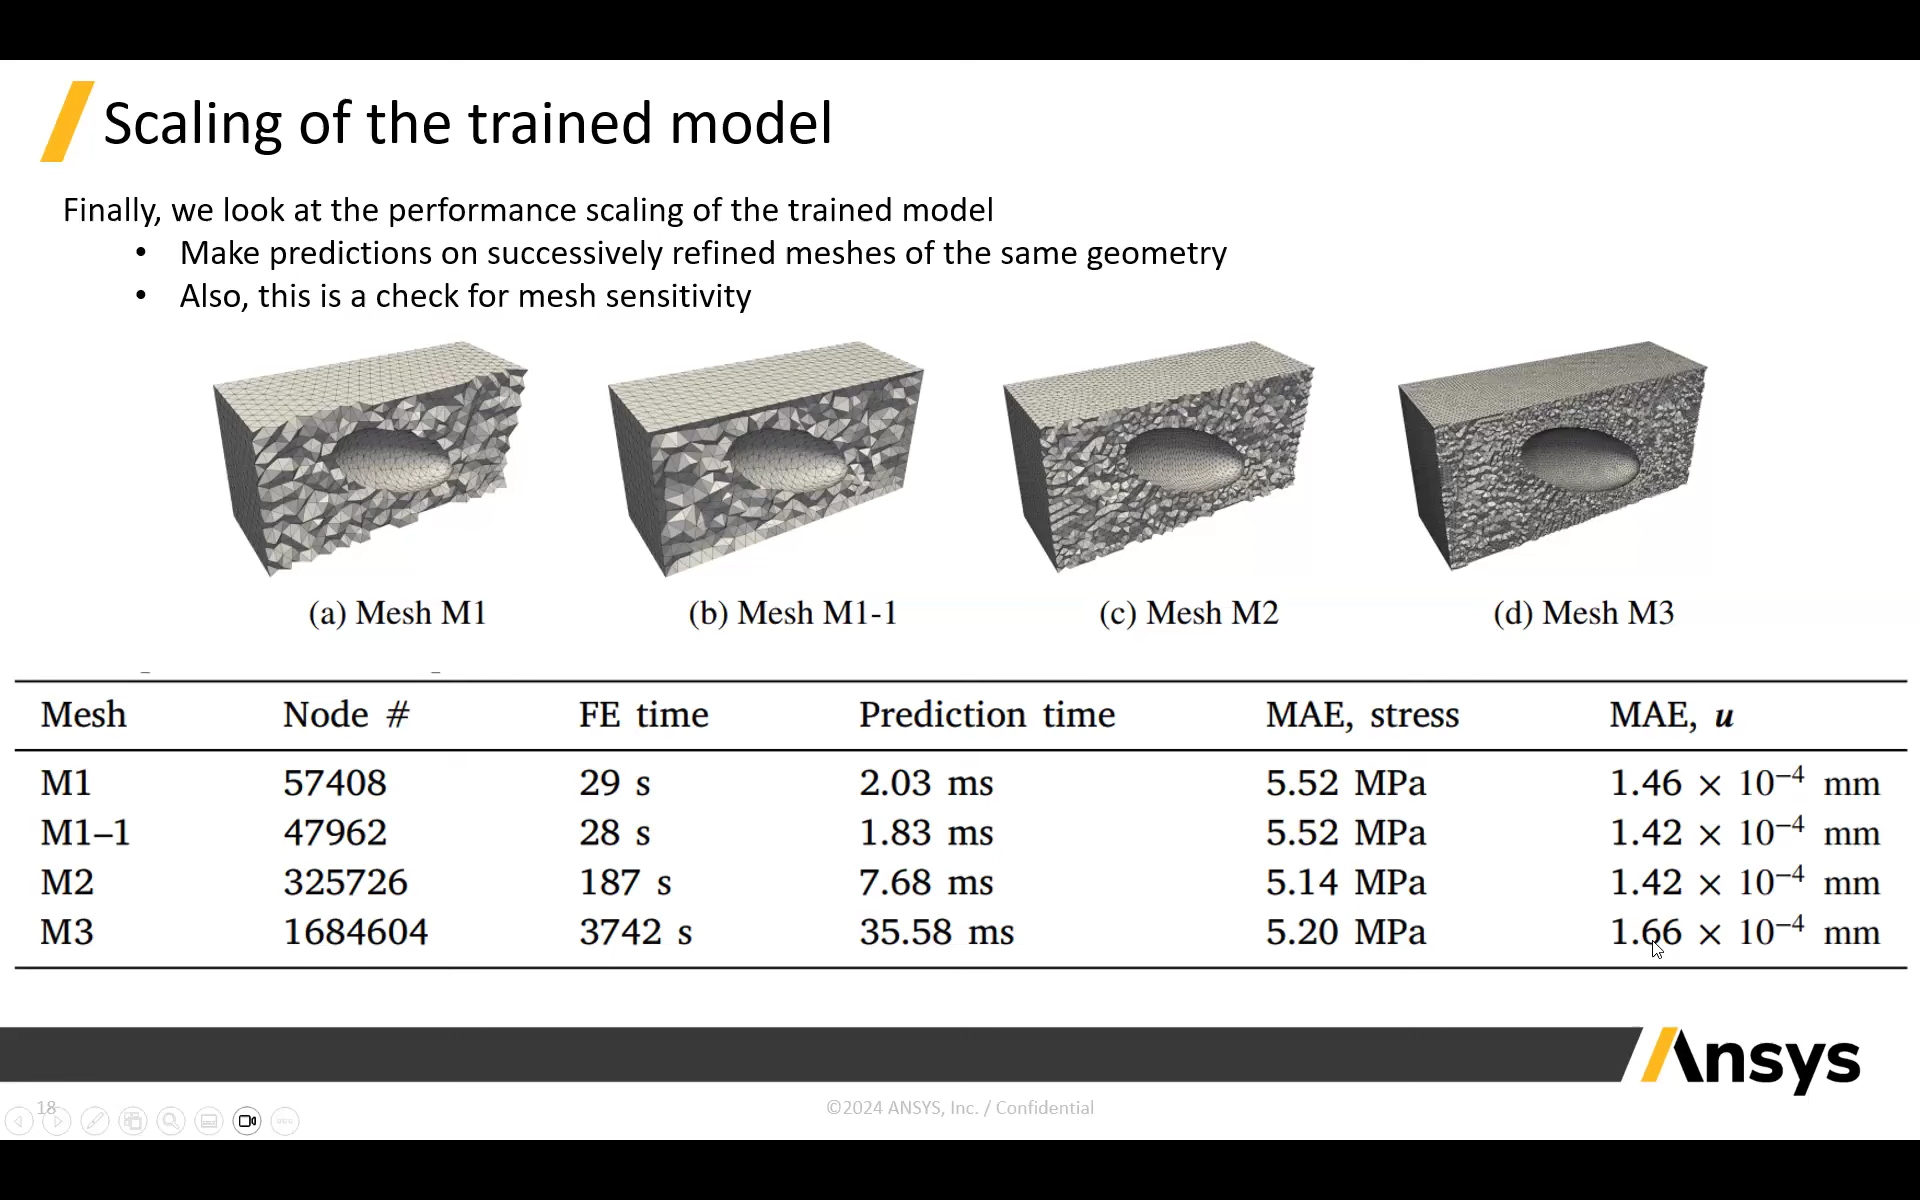 Scaling of the trained model
Finally, we look at the performance scaling of the trained model
• Make predictions on successively refined meshes of the same geometry
• Also, this is a check for mesh sensitivity
(a) Mesh M1 (b) Mesh M1-1 (c) Mesh M2 (d) Mesh M3
Mesh Node # FE time Prediction time MAE, stress MAE, u
M1 57408 29 s 2.03 ms 5.52 MPa 1.46 × 10⁻⁴ mm
M1–1 47962 28 s 1.83 ms 5.52 MPa 1.42 × 10⁻⁴ mm
M2 325726 187 s 7.68 ms 5.14 MPa 1.42 × 10⁻⁴ mm
M3 1684604 3742 s 35.58 ms 5.20 MPa 1.66 × 10⁻⁴ mm
Ansys
18
©2024 ANSYS, Inc. / Confidential